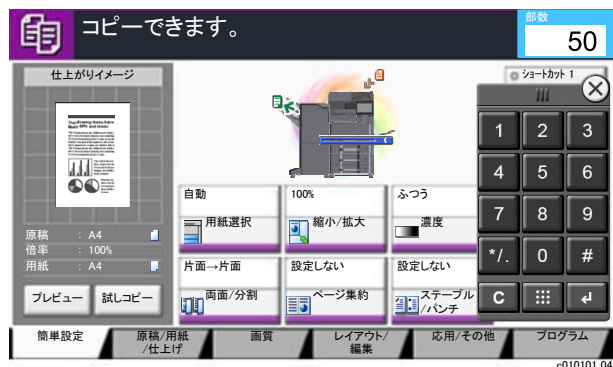 コピーできます。
部数
50
仕上がりイメージ
ショートカット 1
原稿 : A4
倍率 : 100%
用紙 : A4
プレビュー
試しコピー
自動
用紙選択
100%
縮小/拡大
ふつう
濃度
片面→片面
両面/分割
設定しない
ページ集約
設定しない
ステープル
/パンチ
1 2 3
4 5 6
7 8 9
*/. 0 #
C
簡単設定
原稿/用紙
/仕上げ
画質
レイアウト/
編集
応用/その他
プログラム
c010101_04